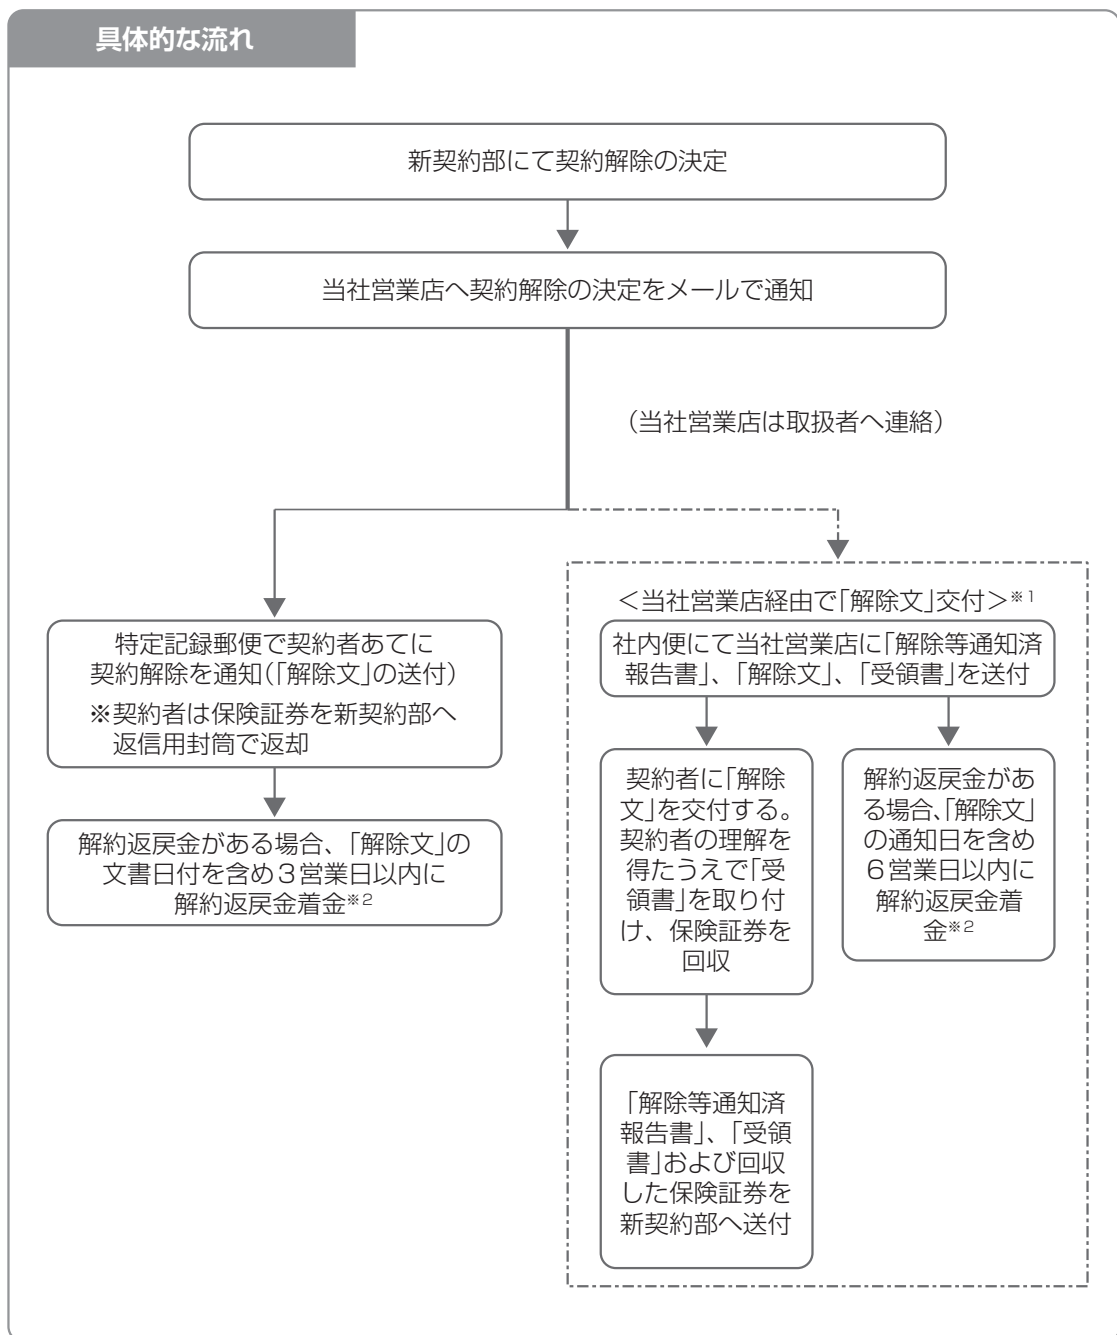 具体的な流れ
新契約部にて契約解除の決定
当社営業店へ契約解除の決定をメールで通知
（当社営業店は取扱者へ連絡）
特定記録郵便で契約者あてに
契約解除を通知（「解除文」の送付）
※契約者は保険証券を新契約部へ
返信用封筒で返却
解約返戻金がある場合、「解除文」の
文書日付を含め３営業日以内に
解約返戻金着金※2
＜当社営業店経由で「解除文」交付＞※1
社内便にて当社営業店に「解除等通知済
報告書」、「解除文」、「受領書」を送付
契約者に「解除
文」を交付する。
契約者の理解を
得たうえで「受
領書」を取り付
け、保険証券を
回収
解約返戻金があ
る場合、「解除文」
の通知日を含め
６営業日以内に
解約返戻金着
金※2
「解除等通知済
報告書」、「受領
書」および回収
した保険証券を
新契約部へ送付